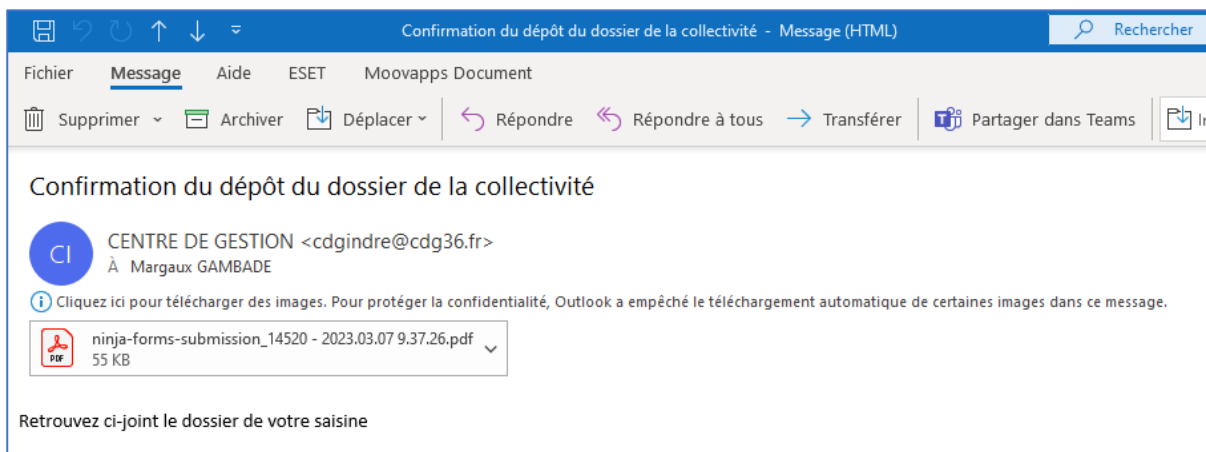 Confirmation du dépôt du dossier de la collectivité - Message (HTML)
Rechercher
Fichier Message Aide ESET Moovapps Document
Supprimer Archiver Déplacer Répondre Répondre à tous Transférer Partager dans Teams
Confirmation du dépôt du dossier de la collectivité
CI
CENTRE DE GESTION <cdgindre@cdg36.fr>
À Margaux GAMBADE
Cliquez ici pour télécharger des images. Pour protéger la confidentialité, Outlook a empêché le téléchargement automatique de certaines images dans ce message.
PDF
ninja-forms-submission_14520 - 2023.03.07 9.37.26.pdf
55 KB
Retrouvez ci-joint le dossier de votre saisine